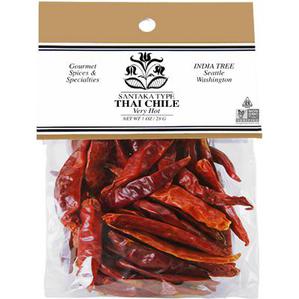 Gourmet
Spices &
Specialties
INDIA TREE
Seattle
Washington
SANTAKA TYPE
THAI CHILE
Very Hot
NET WT 1 OZ / 28 G